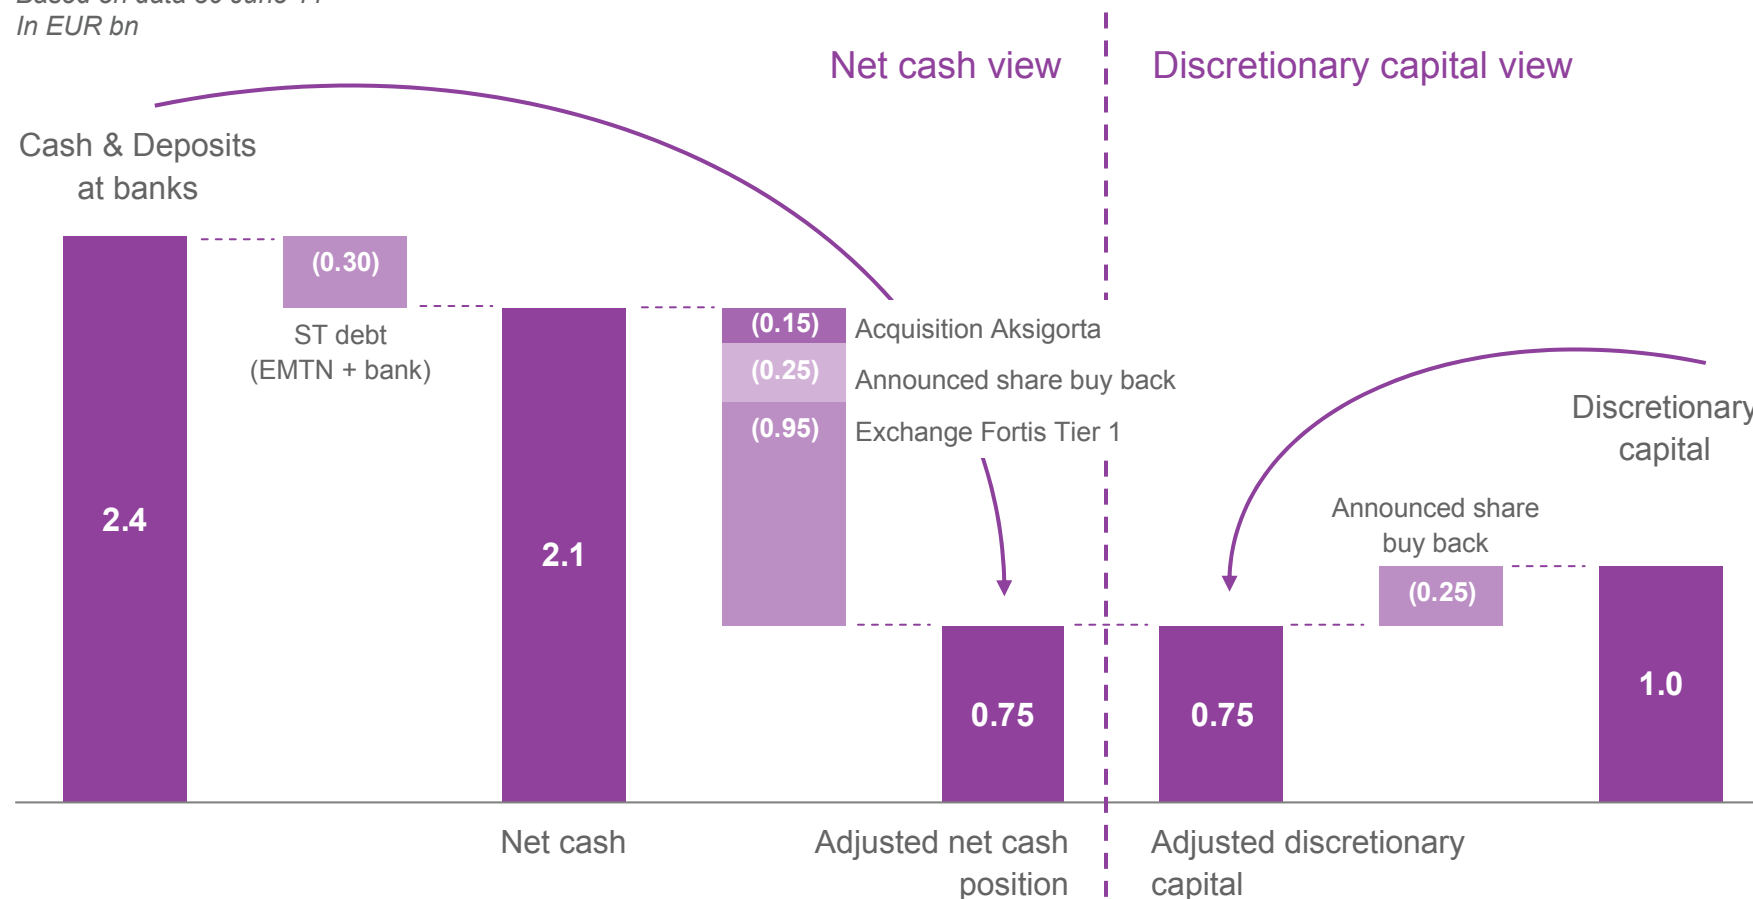 In EUR bn
Net cash view
Discretionary capital view
Cash & Deposits
at banks
(0.30)
ST debt
(EMTN + bank)
(0.15)
Acquisition Aksigorta
(0.25)
Announced share buy back
(0.95)
Exchange Fortis Tier 1
Discretionary
capital
Announced share
buy back
(0.25)
2.4
2.1
0.75
0.75
1.0
Net cash
Adjusted net cash
position
Adjusted discretionary
capital